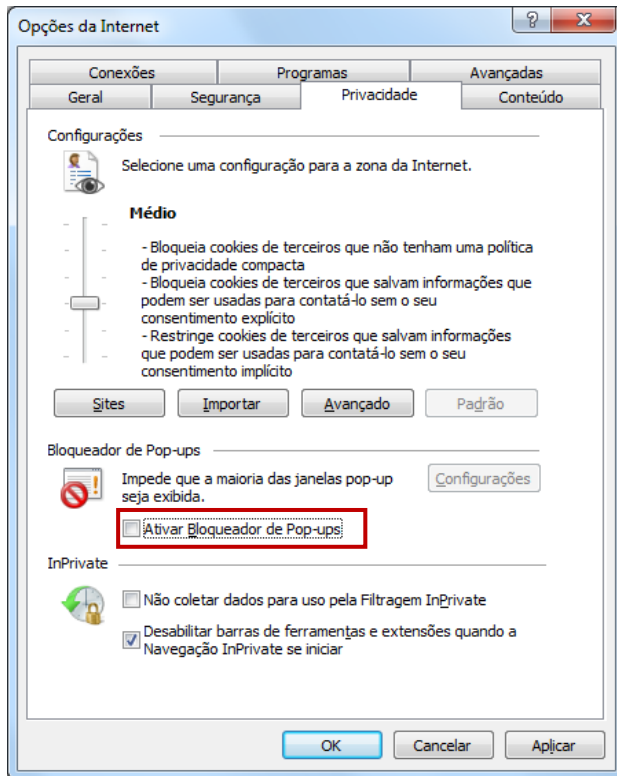 Opções da Internet
Conexões Programas Avançadas
Geral Segurança Privacidade Conteúdo
Configurações
Selecione uma configuração para a zona da Internet.
Médio
- Bloqueia cookies de terceiros que não tenham uma política
de privacidade compacta
- Bloqueia cookies de terceiros que salvam informações que
podem ser usadas para contatá-lo sem o seu
consentimento explícito
- Restringe cookies de terceiros que salvam informações
que podem ser usadas para contatá-lo sem o seu
consentimento implícito
Sites Importar Avançado Padrão
Bloqueador de Pop-ups
Impede que a maioria das janelas pop-up
seja exibida.
Configurações
Ativar Bloqueador de Pop-ups
InPrivate
Não coletar dados para uso pela Filtragem InPrivate
Desabilitar barras de ferramentas e extensões quando a
Navegação InPrivate se iniciar
OK Cancelar Aplicar